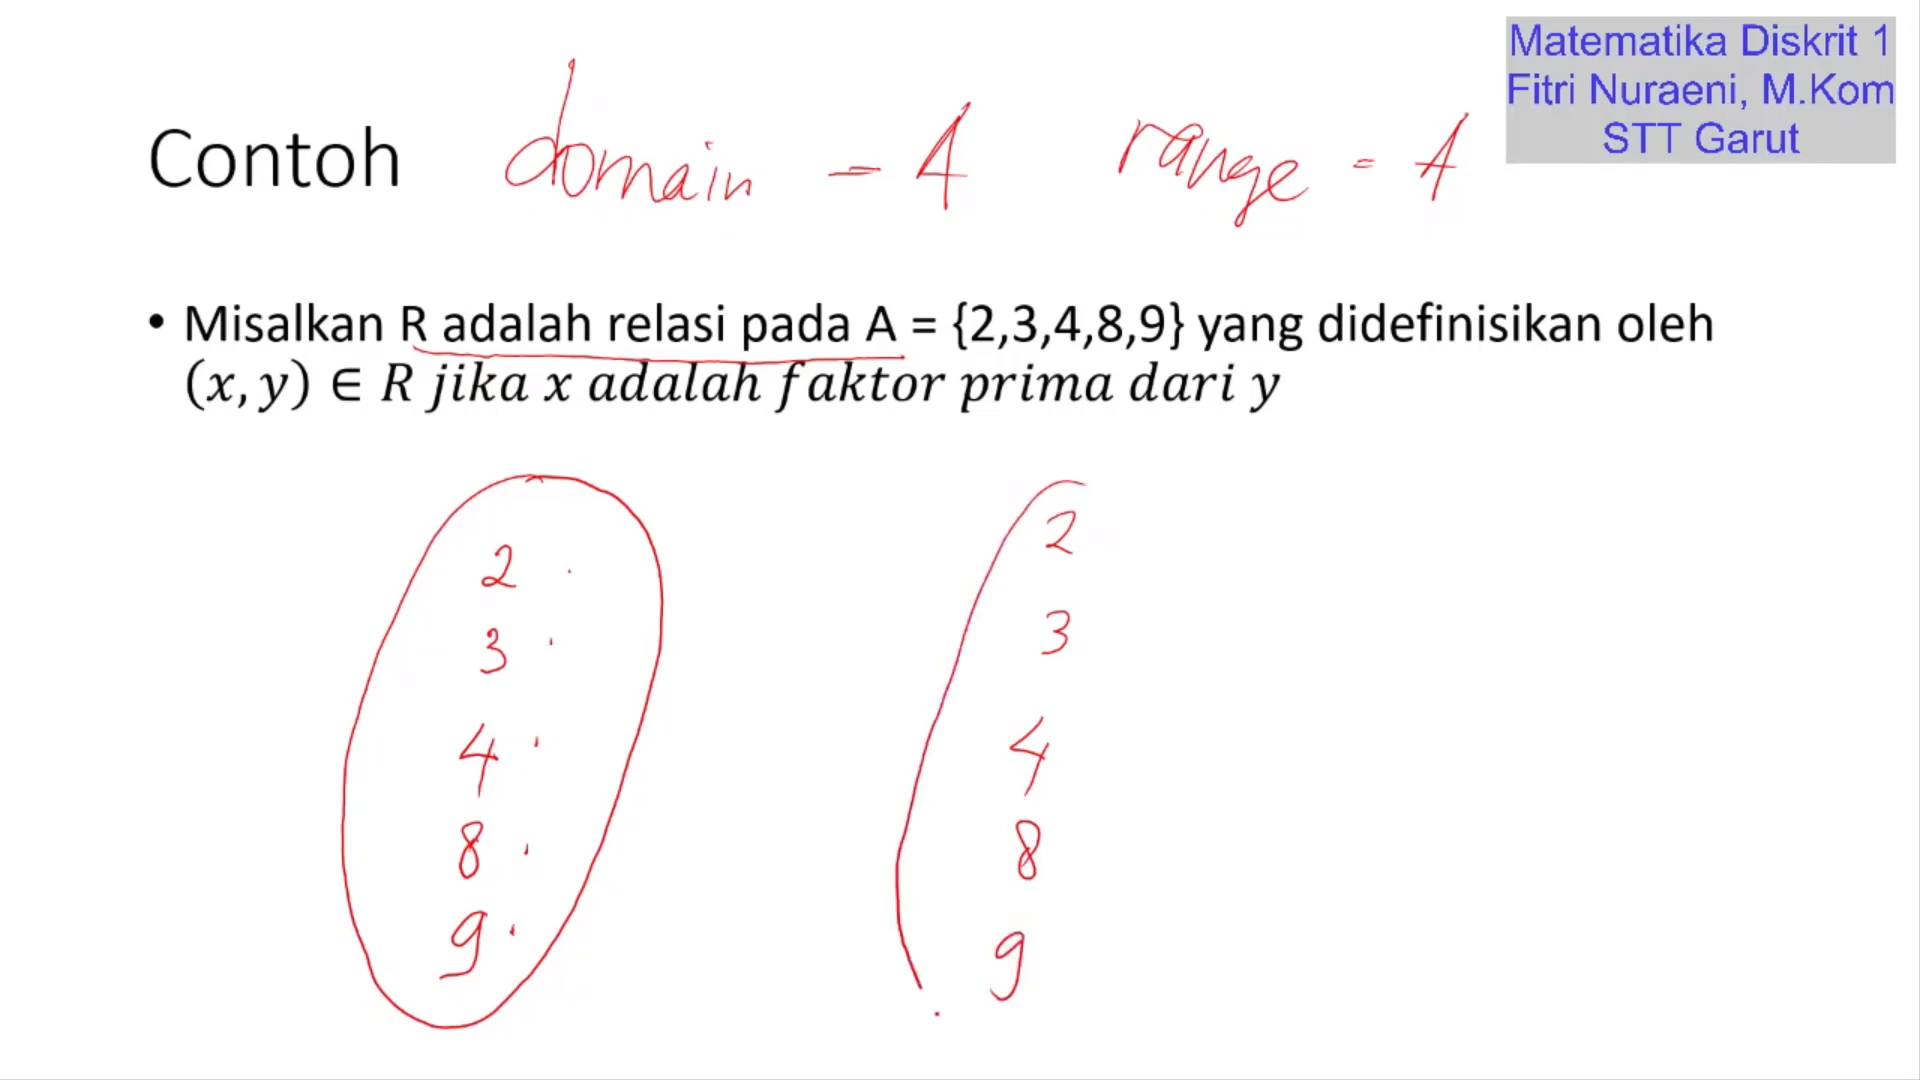 Matematika Diskrit 1
Fitri Nuraeni, M.Kom
STT Garut
Contoh domain = A range = A
• Misalkan R adalah relasi pada A = {2,3,4,8,9} yang didefinisikan oleh
(x, y) ∈ R jika x adalah faktor prima dari y
2 2
3 3
4 4
8 8
9 9